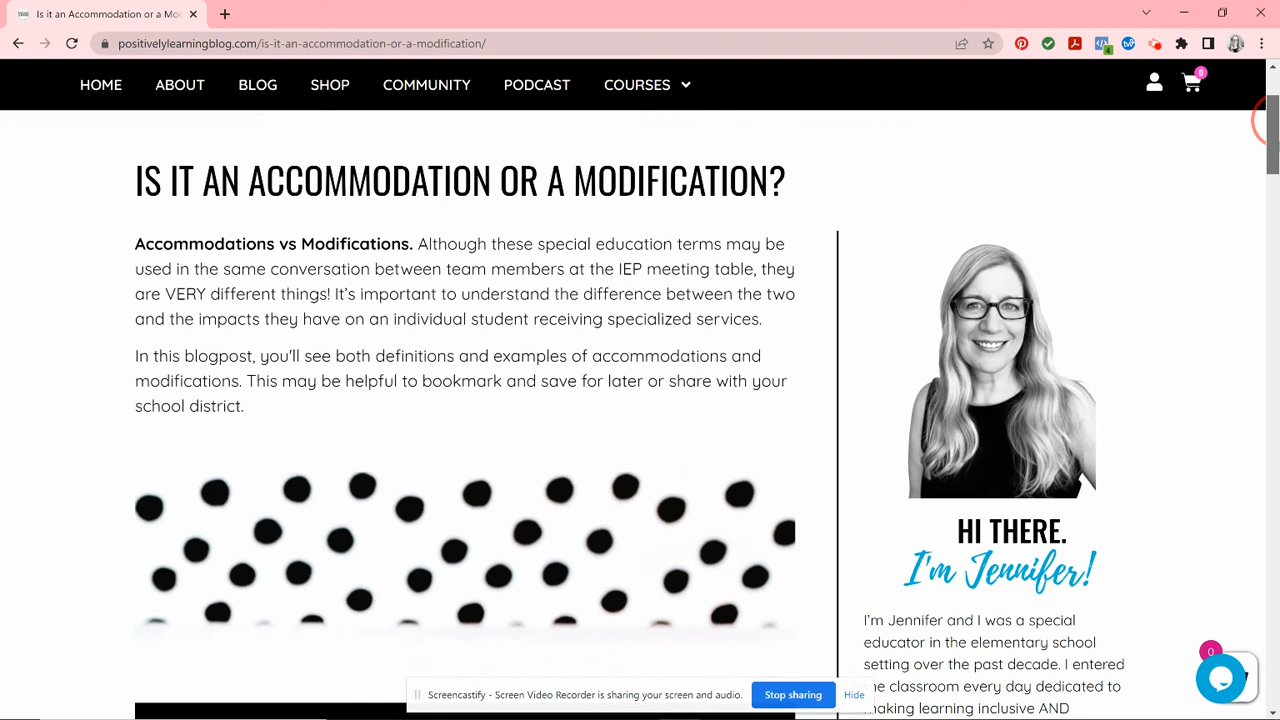 Is it an Accommodation or a Mod
positivelylearningblog.com/is-it-an-accommodation-or-a-modification/
4
HOME ABOUT BLOG SHOP COMMUNITY PODCAST COURSES
0
IS IT AN ACCOMMODATION OR A MODIFICATION?
Accommodations vs Modifications. Although these special education terms may be
used in the same conversation between team members at the IEP meeting table, they
are VERY different things! It's important to understand the difference between the two
and the impacts they have on an individual student receiving specialized services.
In this blogpost, you'll see both definitions and examples of accommodations and
modifications. This may be helpful to bookmark and save for later or share with your
school district.
HI THERE.
I'm Jennifer!
I'm Jennifer and I was a special
educator in the elementary school
setting over the past decade. I entered
the classroom every day dedicated to
making learning inclusive AND
0
Screencastify - Screen Video Recorder is sharing your screen and audio. Stop sharing Hide